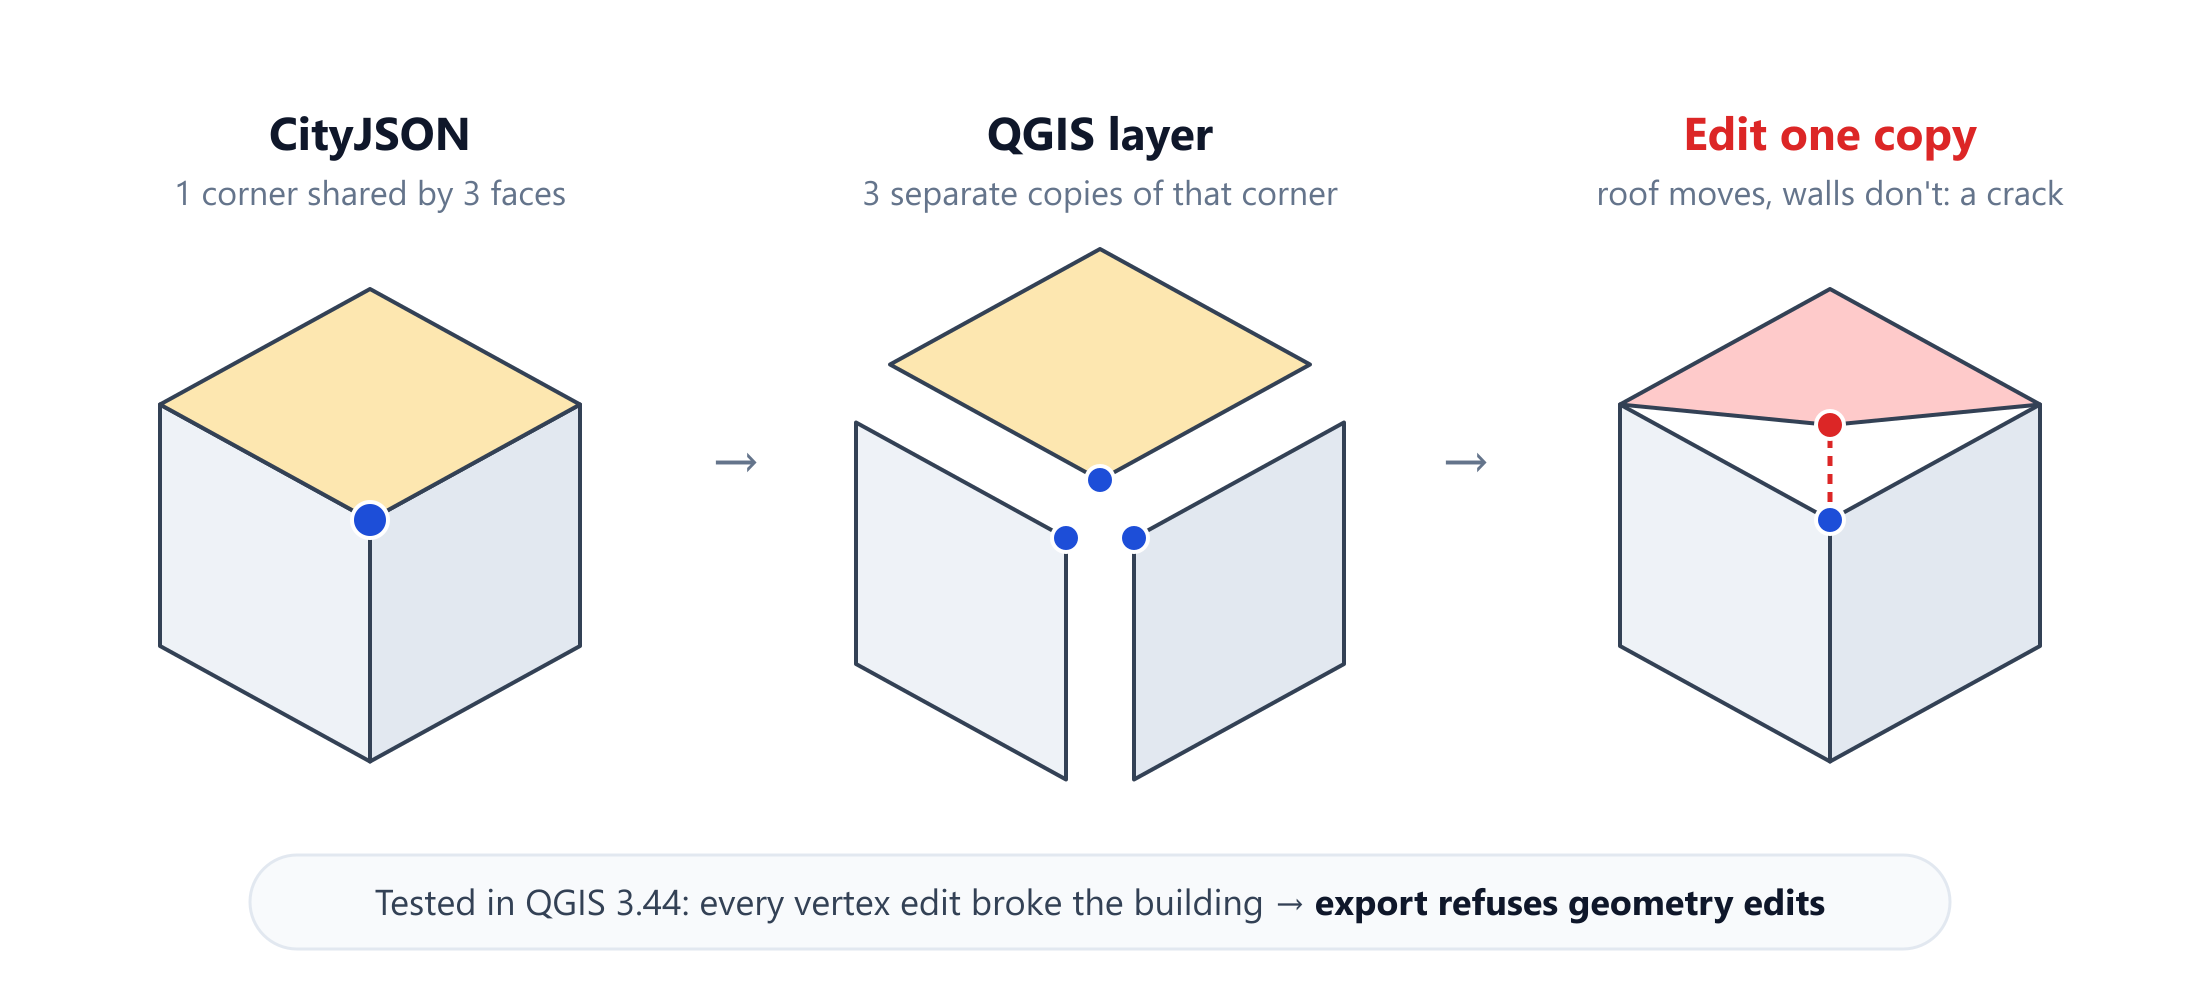 CityJSON
1 corner shared by 3 faces
→
QGIS layer
3 separate copies of that corner
→
Edit one copy
roof moves, walls don't: a crack
Tested in QGIS 3.44: every vertex edit broke the building → export refuses geometry edits